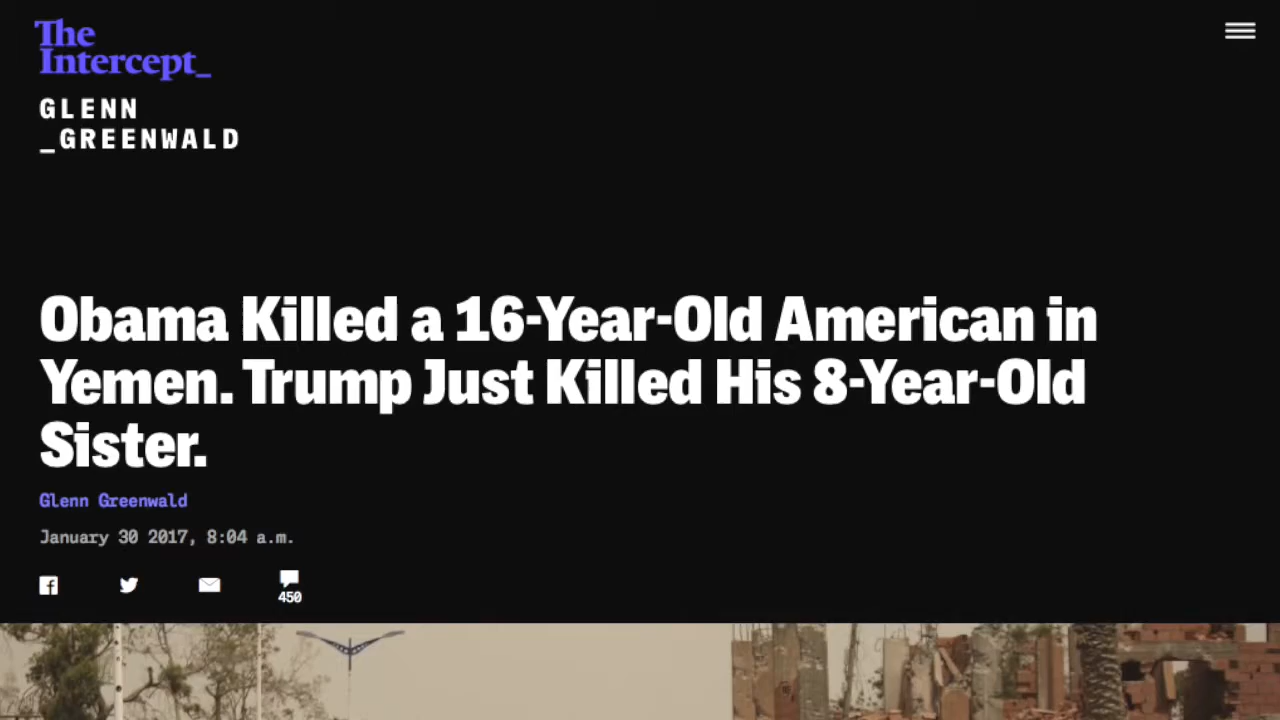 The
Intercept_
GLENN
_GREENWALD
Obama Killed a 16-Year-Old American in
Yemen. Trump Just Killed His 8-Year-Old
Sister.
Glenn Greenwald
January 30 2017, 8:04 a.m.
450